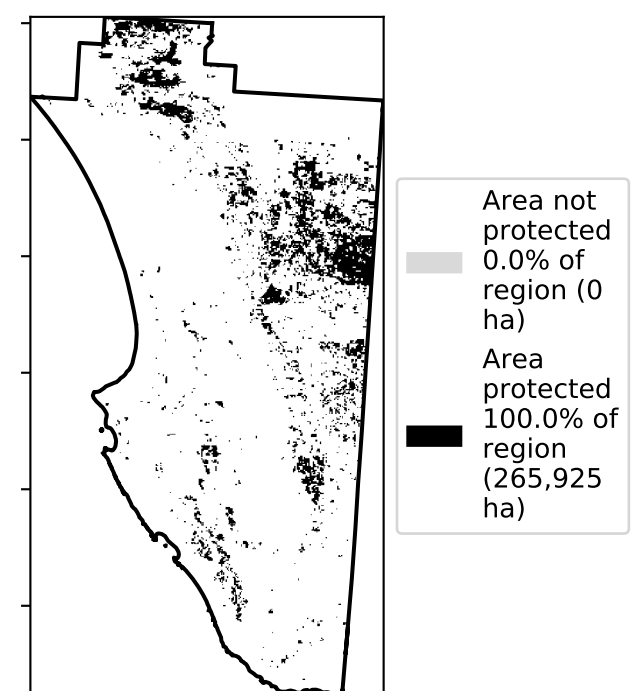 Area not
protected
0.0% of
region (0
ha)
Area
protected
100.0% of
region
(265,925
ha)